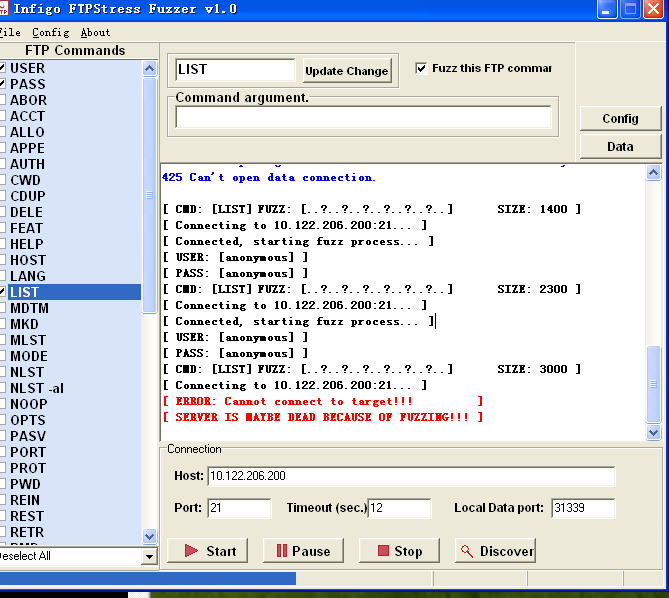 Infigo FTPStress Fuzzer v1.0
File Config About
FTP Commands
USER
PASS
ABOR
ACCT
ALLO
APPE
AUTH
CWD
CDUP
DELE
FEAT
HELP
HOST
LANG
LIST
MDTM
MKD
MLST
MODE
NLST
NLST -al
NOOP
OPTS
PASV
PORT
PROT
PWD
REIN
REST
RETR
Deselect All
LIST
Update Change
Fuzz this FTP commar
Command argument.
Config
Data
425 Can't open data connection.
[ CMD: [LIST] FUZZ: [..?..?..?..?..?..?..] SIZE: 1400 ]
[ Connecting to 10.122.206.200:21... ]
[ Connected, starting fuzz process... ]
[ USER: [anonymous] ]
[ PASS: [anonymous] ]
[ CMD: [LIST] FUZZ: [..?..?..?..?..?..?..] SIZE: 2300 ]
[ Connecting to 10.122.206.200:21... ]
[ Connected, starting fuzz process... ]
[ USER: [anonymous] ]
[ PASS: [anonymous] ]
[ CMD: [LIST] FUZZ: [..?..?..?..?..?..?..] SIZE: 3000 ]
[ Connecting to 10.122.206.200:21... ]
[ ERROR: Cannot connect to target!!! ]
[ SERVER IS MAYBE DEAD BECAUSE OF FUZZING!!! ]
Connection
Host: 10.122.206.200
Port: 21 Timeout (sec.) 12 Local Data port: 31339
Start Pause Stop Discover